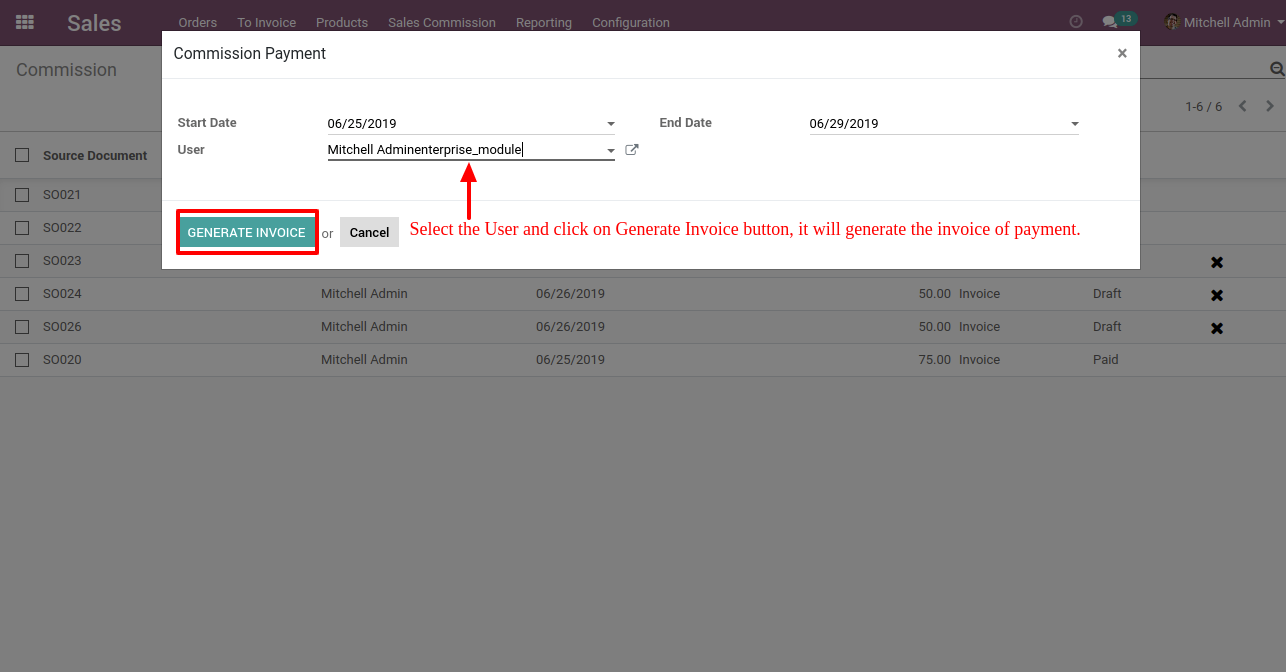 Sales Orders To Invoice Products Sales Commission Reporting Configuration 13 Mitchell Admin
Commission Payment ×
Commission
1-6 / 6
Start Date 06/25/2019 End Date 06/29/2019
User Mitchell Adminenterprise_module
Source Document
SO021
SO022
GENERATE INVOICE or Cancel Select the User and click on Generate Invoice button, it will generate the invoice of payment.
SO023
SO024 Mitchell Admin 06/26/2019 50.00 Invoice Draft
SO026 Mitchell Admin 06/26/2019 50.00 Invoice Draft
SO020 Mitchell Admin 06/25/2019 75.00 Invoice Paid